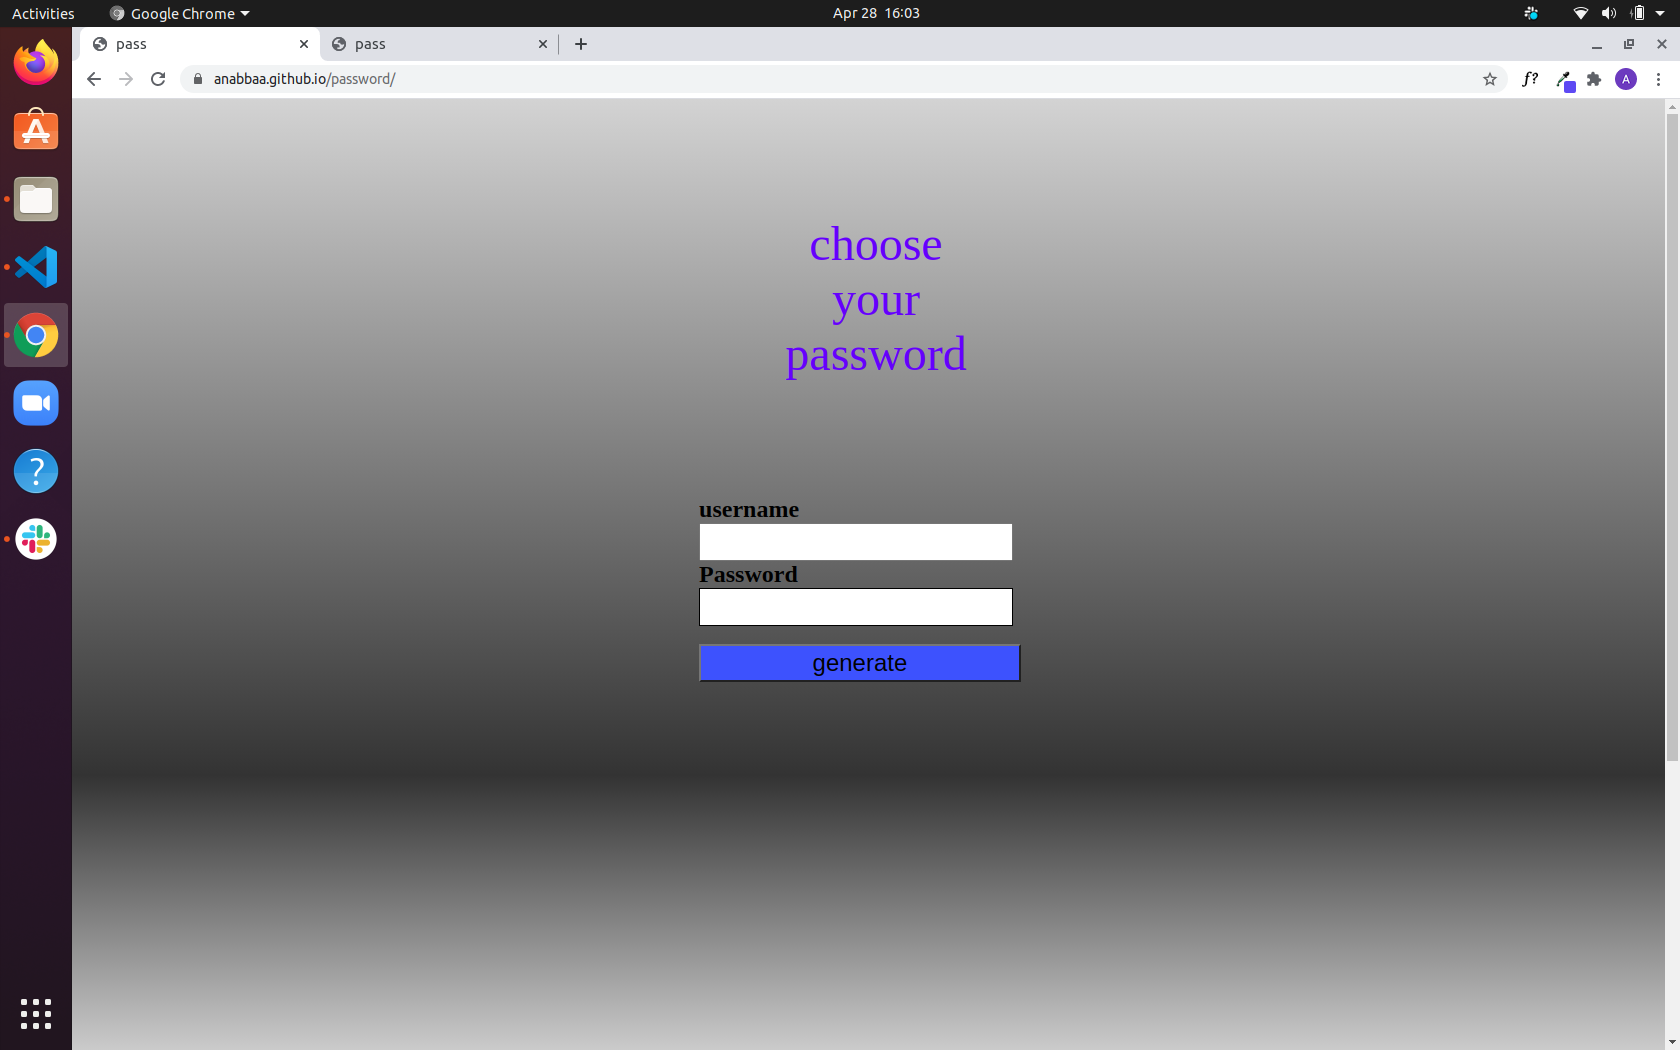 Activities
Google Chrome
Apr 28 16:03
pass
pass
anabbaa.github.io/password/
f?
A
choose
your
password
username
Password
generate